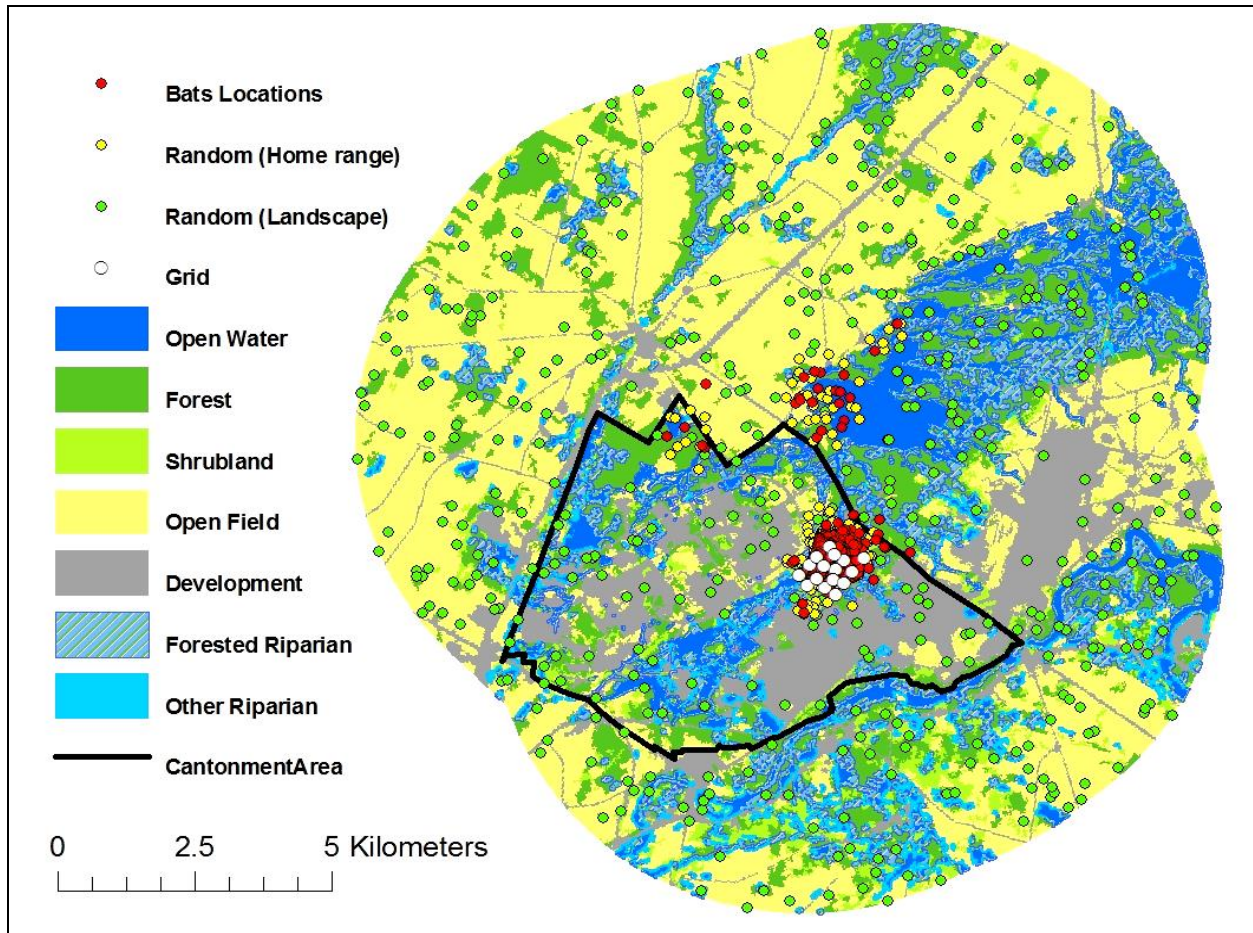 Bats Locations
Random (Home range)
Random (Landscape)
Grid
Open Water
Forest
Shrubland
Open Field
Development
Forested Riparian
Other Riparian
CantonmentArea
0 2.5 5 Kilometers